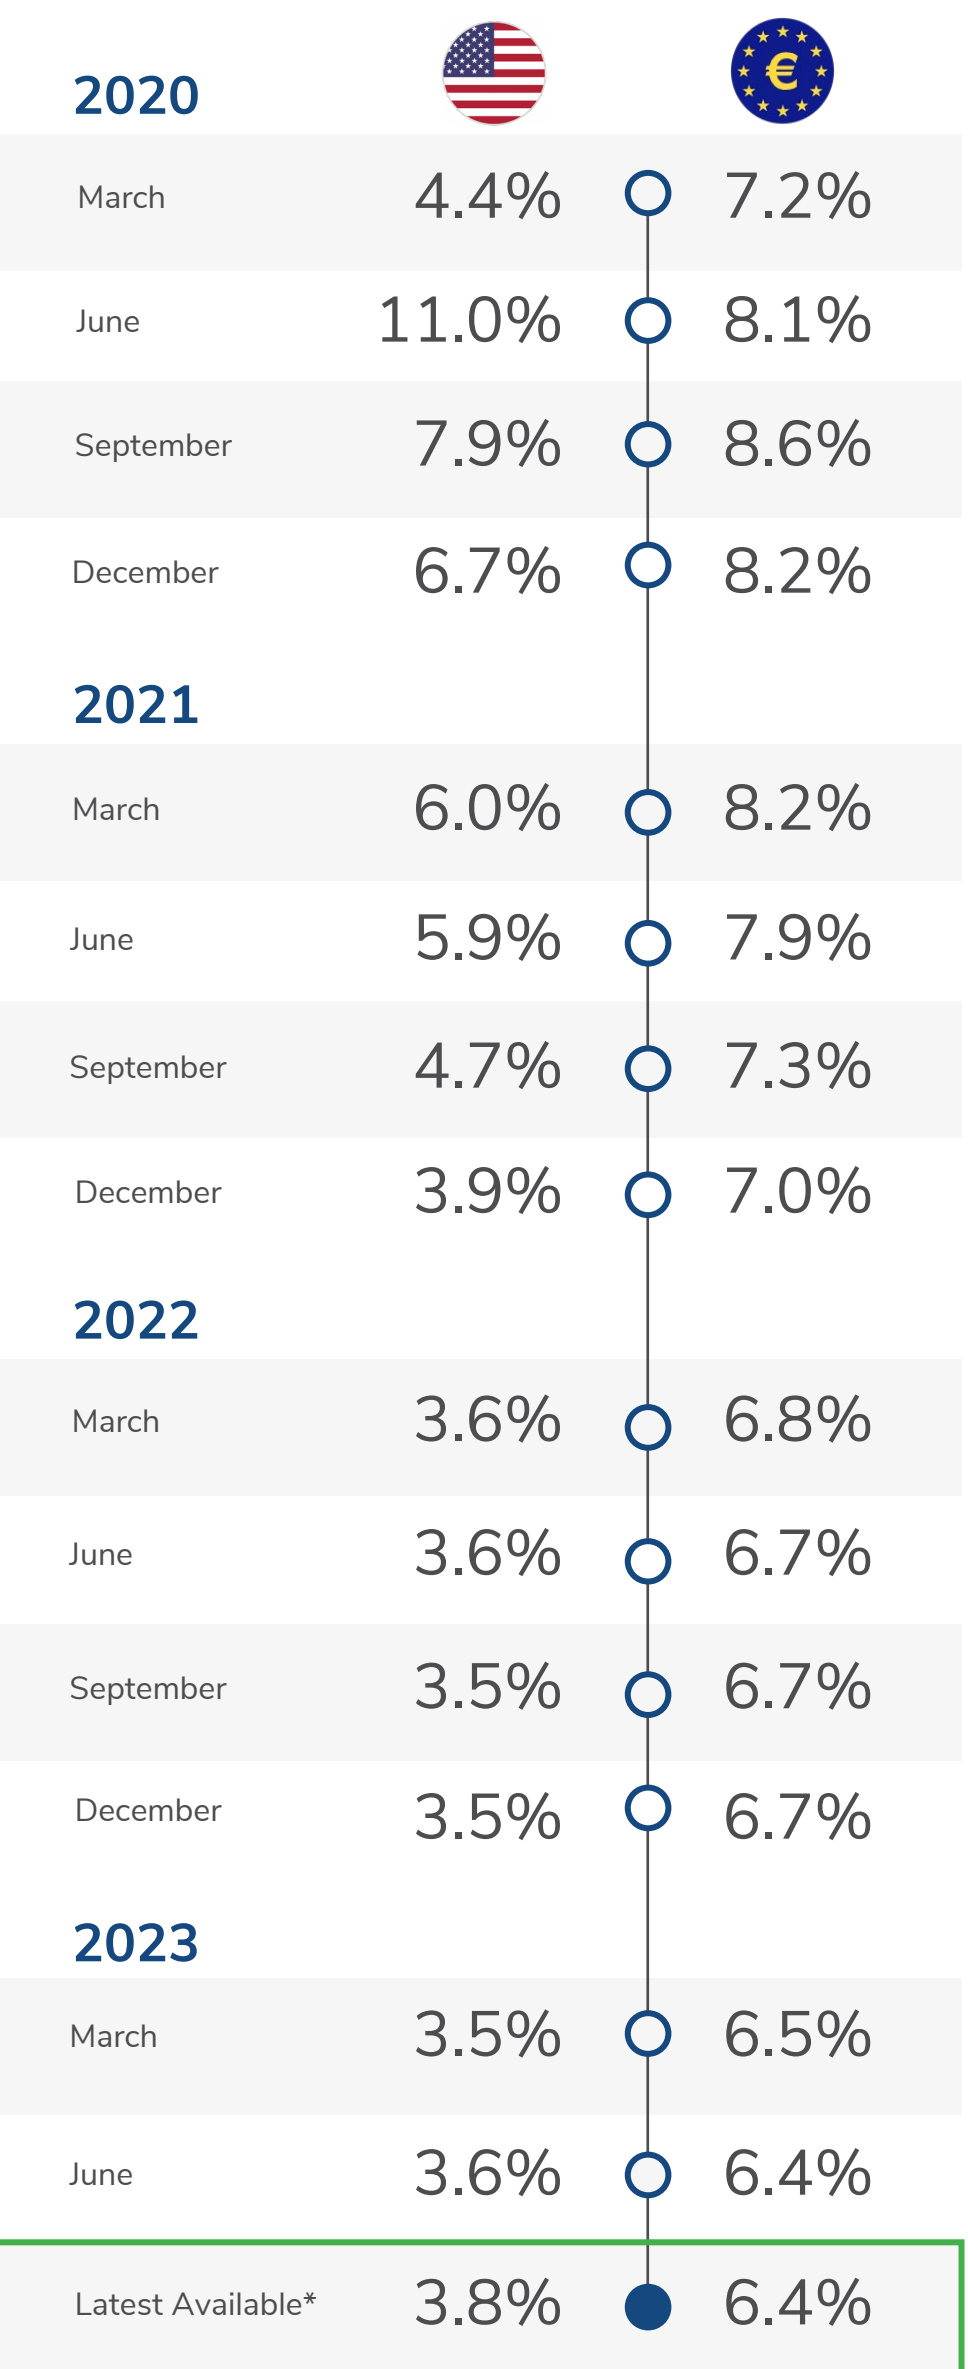 2020
€
March 4.4% 7.2%
June 11.0% 8.1%
September 7.9% 8.6%
December 6.7% 8.2%
2021
March 6.0% 8.2%
June 5.9% 7.9%
September 4.7% 7.3%
December 3.9% 7.0%
2022
March 3.6% 6.8%
June 3.6% 6.7%
September 3.5% 6.7%
December 3.5% 6.7%
2023
March 3.5% 6.5%
June 3.6% 6.4%
Latest Available* 3.8% 6.4%